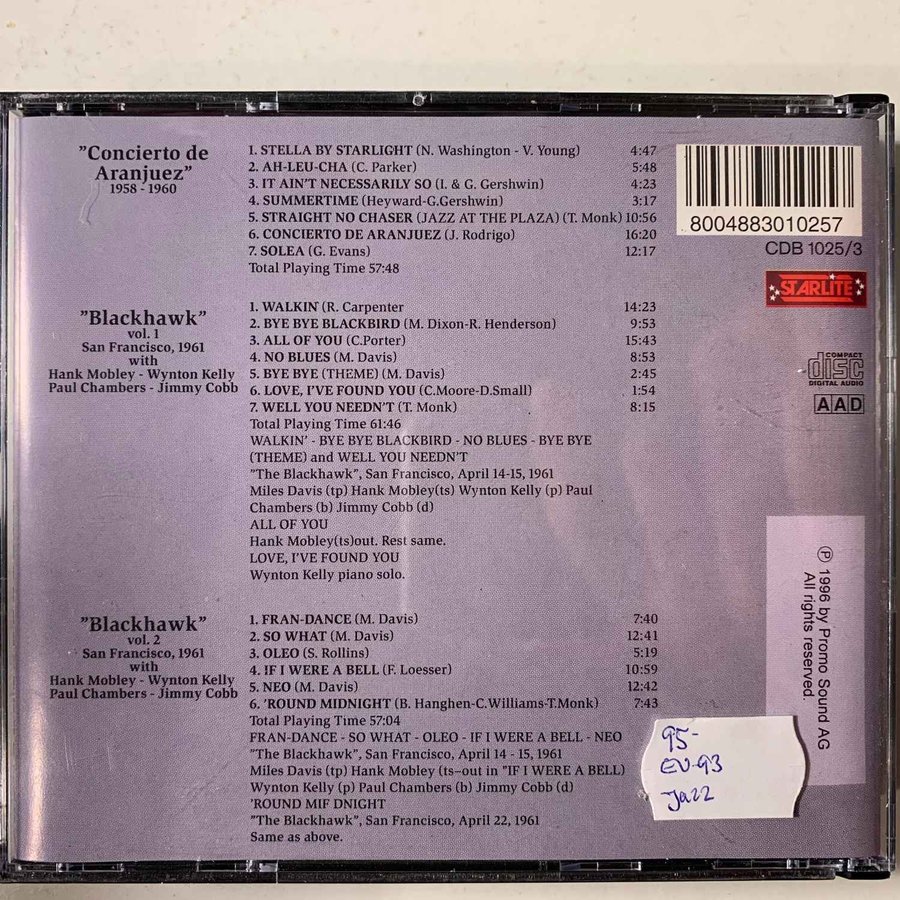 "Concierto de
Aranjuez"
1958 - 1960
1. STELLA BY STARLIGHT (N. Washington - V. Young) 4:47
2. AH-LEU-CHA (C. Parker) 5:48
3. IT AIN'T NECESSARILY SO (I. & G. Gershwin) 4:23
4. SUMMERTIME (Heyward-G.Gershwin) 3:17
5. STRAIGHT NO CHASER (JAZZ AT THE PLAZA) (T. Monk) 10:56
6. CONCIERTO DE ARANJUEZ (J. Rodrigo) 16:20
7. SOLEA (G. Evans) 12:17
Total Playing Time 57:48
8004883010257
CDB 1025/3
STARLITE
COMPACT
disc
DIGITAL AUDIO
AAD
"Blackhawk"
vol. 1
San Francisco, 1961
with
Hank Mobley - Wynton Kelly
Paul Chambers - Jimmy Cobb
1. WALKIN (R. Carpenter 14:23
2. BYE BYE BLACKBIRD (M. Dixon-R. Henderson) 9:53
3. ALL OF YOU (C.Porter) 15:43
4. NO BLUES (M. Davis) 8:53
5. BYE BYE (THEME) (M. Davis) 2:45
6. LOVE, I'VE FOUND YOU (C.Moore-D.Small) 1:54
7. WELL YOU NEEDN'T (T. Monk) 8:15
Total Playing Time 61:46
WALKIN' - BYE BYE BLACKBIRD - NO BLUES - BYE BYE
(THEME) and WELL YOU NEEDN'T
"The Blackhawk", San Francisco, April 14-15, 1961
Miles Davis (tp) Hank Mobley(ts) Wynton Kelly (p) Paul
Chambers (b) Jimmy Cobb (d)
ALL OF YOU
Hank Mobley(ts)out. Rest same.
LOVE, I'VE FOUND YOU
Wynton Kelly piano solo.
"Blackhawk"
vol. 2
San Francisco, 1961
with
Hank Mobley - Wynton Kelly
Paul Chambers - Jimmy Cobb
1. FRAN-DANCE (M. Davis) 7:40
2. SO WHAT (M. Davis) 12:41
3. OLEO (S. Rollins) 5:19
4. IF I WERE A BELL (F. Loesser) 10:59
5. NEO (M. Davis) 12:42
6. 'ROUND MIDNIGHT (B. Hanghen-C.Williams-T.Monk) 7:43
Total Playing Time 57:04
FRAN-DANCE - SO WHAT - OLEO - IF I WERE A BELL - NEO
"The Blackhawk", San Francisco, April 14 - 15, 1961
Miles Davis (tp) Hank Mobley (ts–out in "IF I WERE A BELL)
Wynton Kelly (p) Paul Chambers (b) Jimmy Cobb (d)
'ROUND MIF DNIGHT
"The Blackhawk", San Francisco, April 22, 1961
Same as above.
℗ 1996 by Promo Sound AG
All rights reserved.
95-
EV-93
Jazz